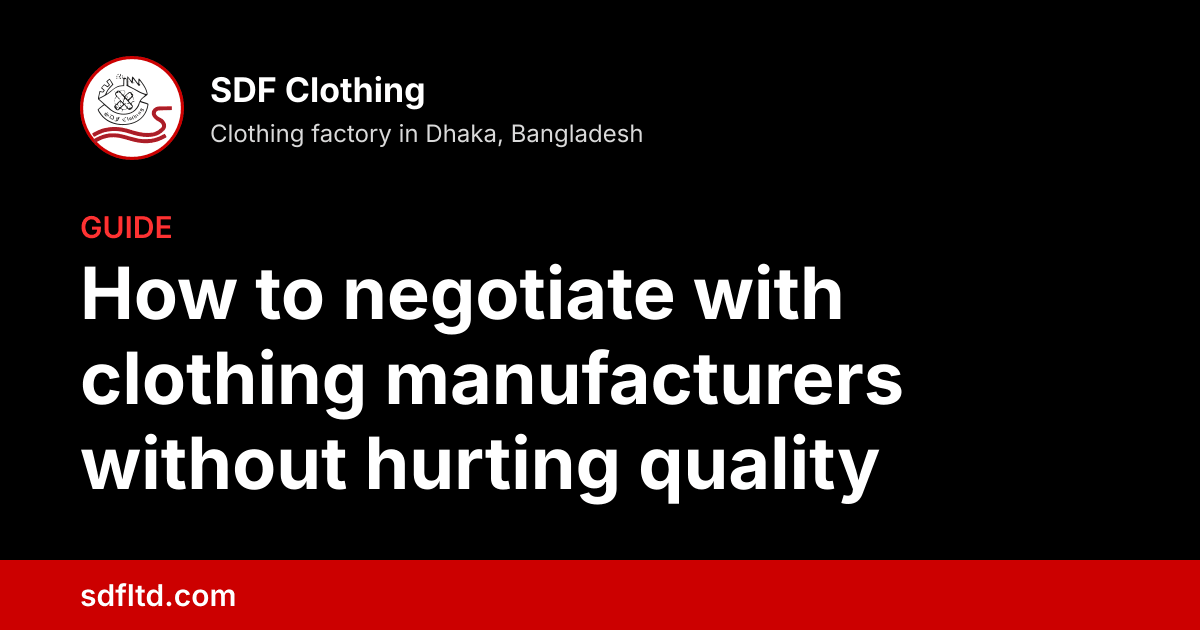 SDF Clothing
Clothing factory in Dhaka, Bangladesh
GUIDE
How to negotiate with
clothing manufacturers
without hurting quality
sdfltd.com